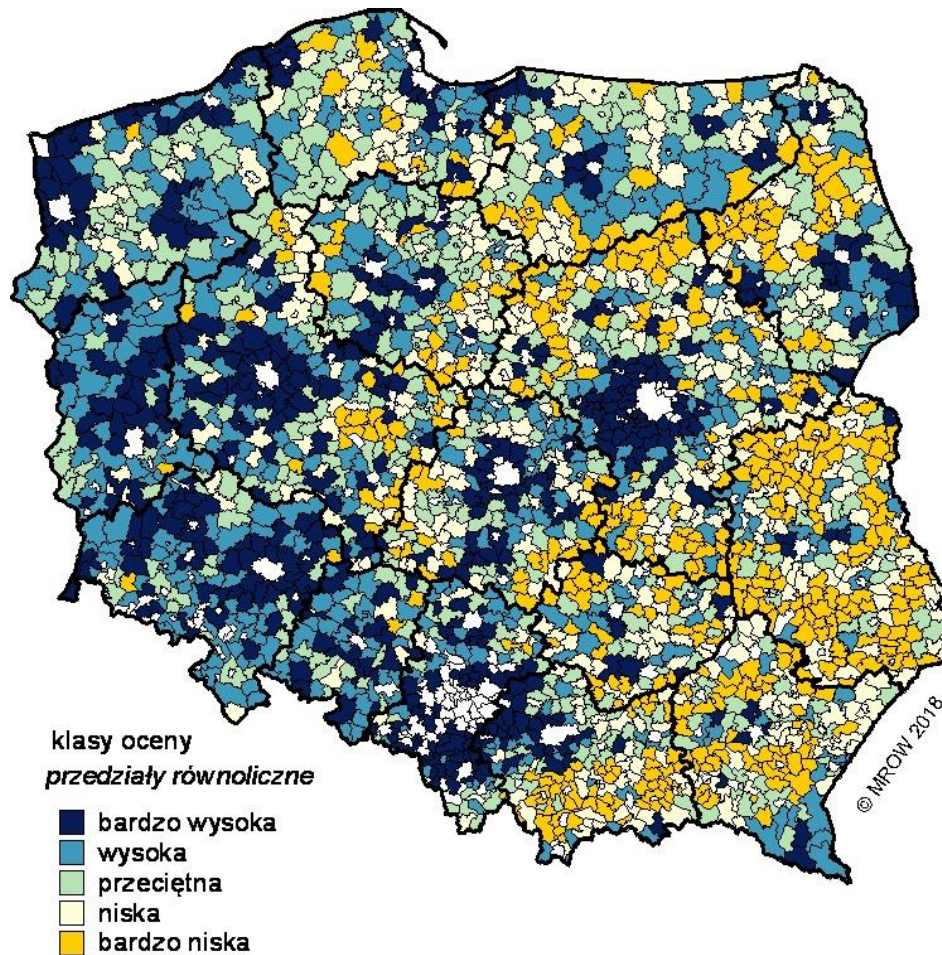 klasy oceny
przedziały równoliczne
bardzo wysoka
wysoka
przeciętna
niska
bardzo niska
© MROW 2018